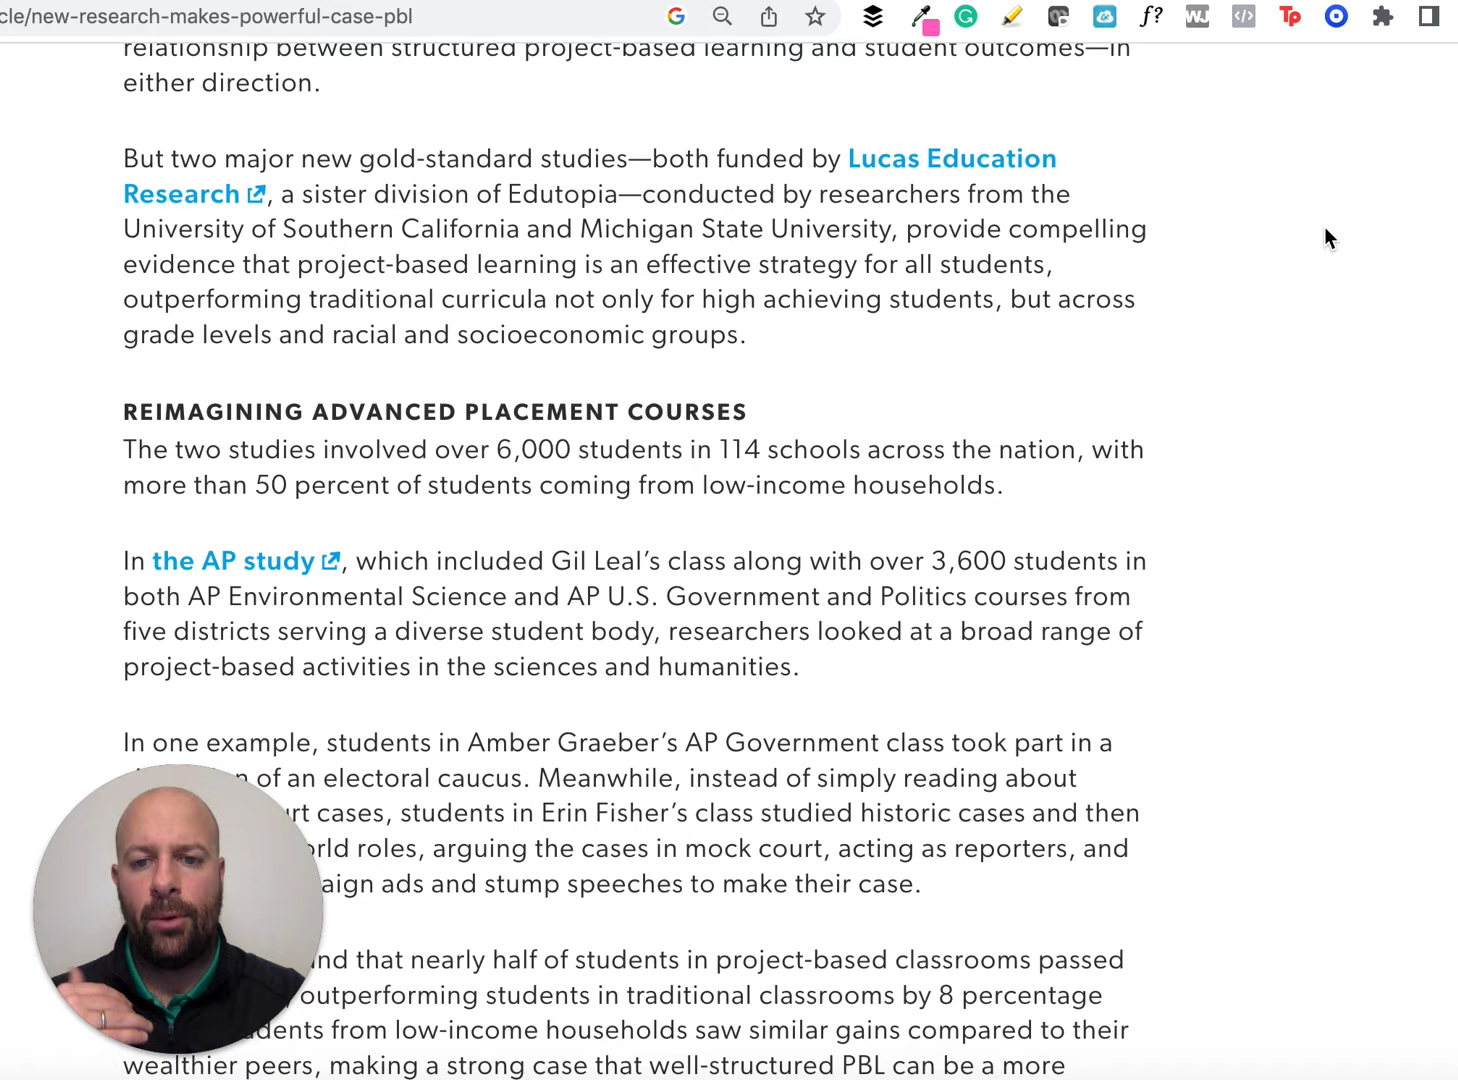 cle/new-research-makes-powerful-case-pbl
f?
WJ
</>
Tp
relationship between structured project-based learning and student outcomes—in
either direction.
But two major new gold-standard studies—both funded by Lucas Education
Research, a sister division of Edutopia—conducted by researchers from the
University of Southern California and Michigan State University, provide compelling
evidence that project-based learning is an effective strategy for all students,
outperforming traditional curricula not only for high achieving students, but across
grade levels and racial and socioeconomic groups.
REIMAGINING ADVANCED PLACEMENT COURSES
The two studies involved over 6,000 students in 114 schools across the nation, with
more than 50 percent of students coming from low-income households.
In the AP study, which included Gil Leal’s class along with over 3,600 students in
both AP Environmental Science and AP U.S. Government and Politics courses from
five districts serving a diverse student body, researchers looked at a broad range of
project-based activities in the sciences and humanities.
In one example, students in Amber Graeber’s AP Government class took part in a
of an electoral caucus. Meanwhile, instead of simply reading about
rt cases, students in Erin Fisher’s class studied historic cases and then
orld roles, arguing the cases in mock court, acting as reporters, and
aign ads and stump speeches to make their case.
nd that nearly half of students in project-based classrooms passed
outperforming students in traditional classrooms by 8 percentage
dents from low-income households saw similar gains compared to their
wealthier peers, making a strong case that well-structured PBL can be a more